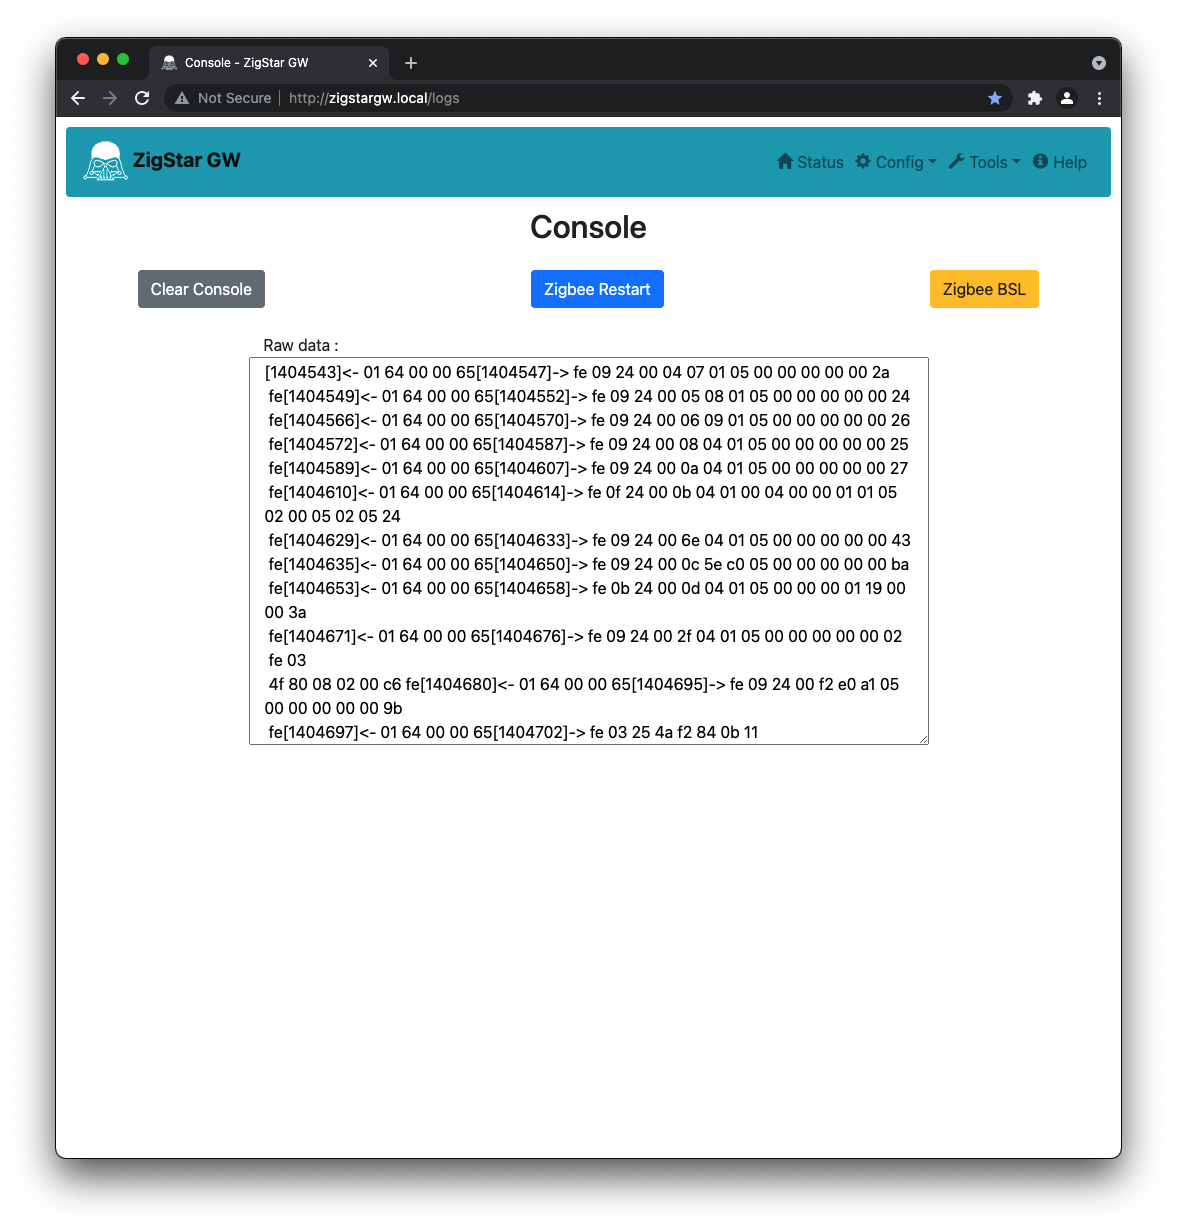 Console - ZigStar GW
Not Secure
http://zigstargw.local/logs
ZigStar GW
Status
Config
Tools
Help
Console
Clear Console
Zigbee Restart
Zigbee BSL
Raw data :
[1404543]<- 01 64 00 00 65[1404547]-> fe 09 24 00 04 07 01 05 00 00 00 00 00 2a
fe[1404549]<- 01 64 00 00 65[1404552]-> fe 09 24 00 05 08 01 05 00 00 00 00 00 24
fe[1404566]<- 01 64 00 00 65[1404570]-> fe 09 24 00 06 09 01 05 00 00 00 00 00 26
fe[1404572]<- 01 64 00 00 65[1404587]-> fe 09 24 00 08 04 01 05 00 00 00 00 00 25
fe[1404589]<- 01 64 00 00 65[1404607]-> fe 09 24 00 0a 04 01 05 00 00 00 00 00 27
fe[1404610]<- 01 64 00 00 65[1404614]-> fe 0f 24 00 0b 04 01 00 04 00 00 01 01 05
02 00 05 02 05 24
fe[1404629]<- 01 64 00 00 65[1404633]-> fe 09 24 00 6e 04 01 05 00 00 00 00 00 43
fe[1404635]<- 01 64 00 00 65[1404650]-> fe 09 24 00 0c 5e c0 05 00 00 00 00 00 ba
fe[1404653]<- 01 64 00 00 65[1404658]-> fe 0b 24 00 0d 04 01 05 00 00 00 01 19 00
00 3a
fe[1404671]<- 01 64 00 00 65[1404676]-> fe 09 24 00 2f 04 01 05 00 00 00 00 00 02
fe 03
4f 80 08 02 00 c6 fe[1404680]<- 01 64 00 00 65[1404695]-> fe 09 24 00 f2 e0 a1 05
00 00 00 00 00 9b
fe[1404697]<- 01 64 00 00 65[1404702]-> fe 03 25 4a f2 84 0b 11